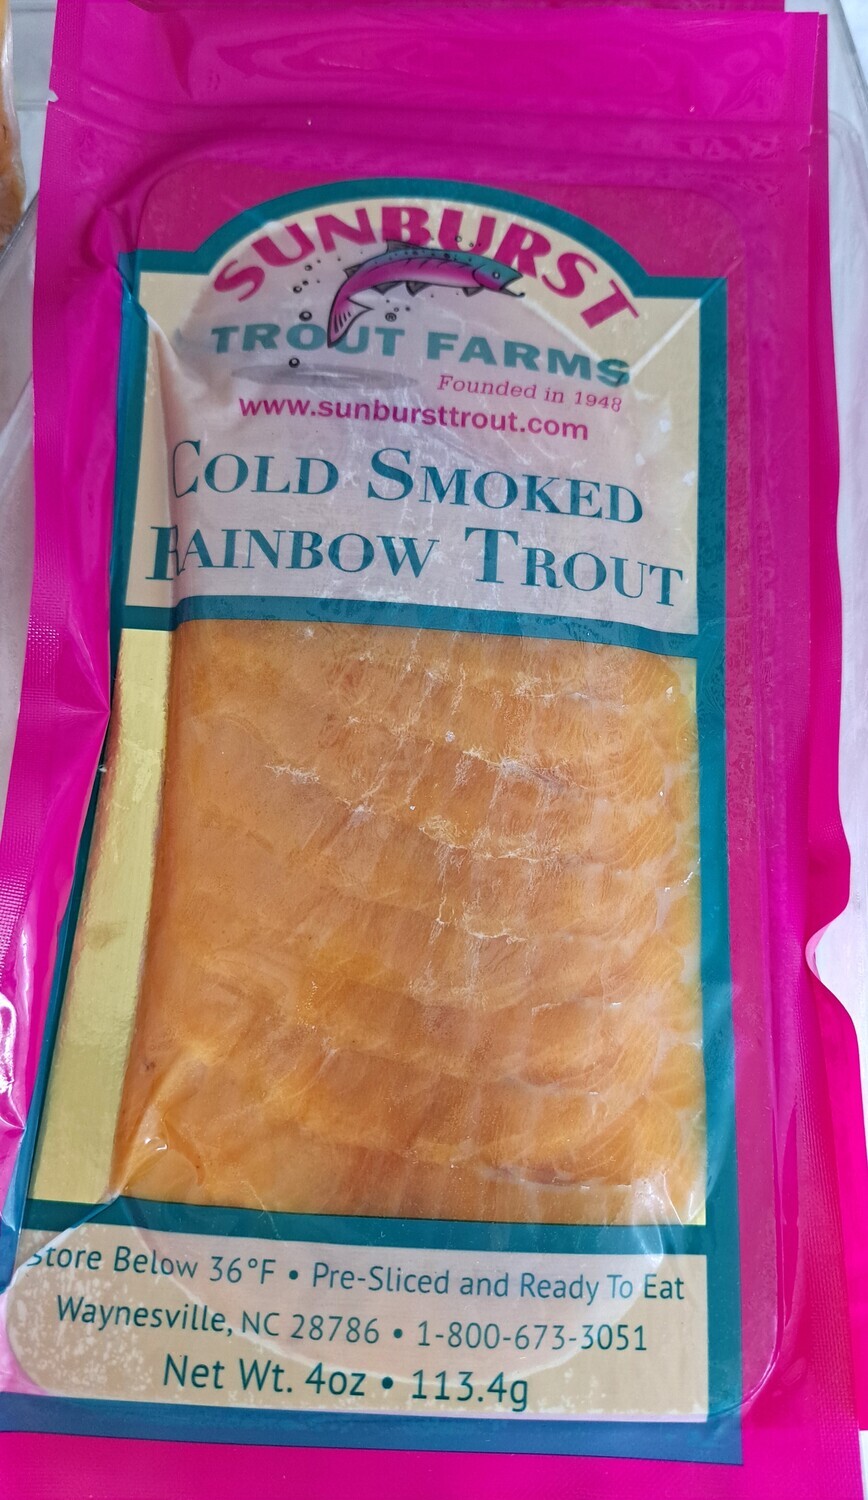 SUNBURST
®
TROUT FARMS
Founded in 1948
www.sunbursttrout.com
COLD SMOKED
RAINBOW TROUT
Store Below 36°F • Pre-Sliced and Ready To Eat
Waynesville, NC 28786 • 1-800-673-3051
Net Wt. 4oz • 113.4g